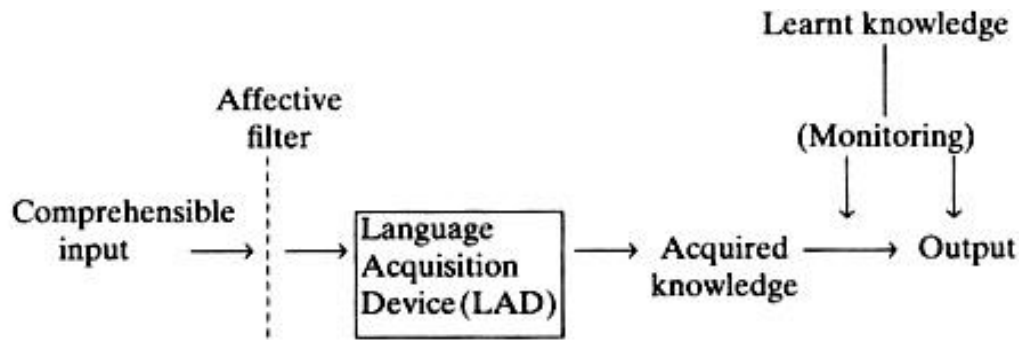 Learnt knowledge
Affective
filter
(Monitoring)
Comprehensible
input
Language
Acquisition
Device (LAD)
Acquired
knowledge
Output